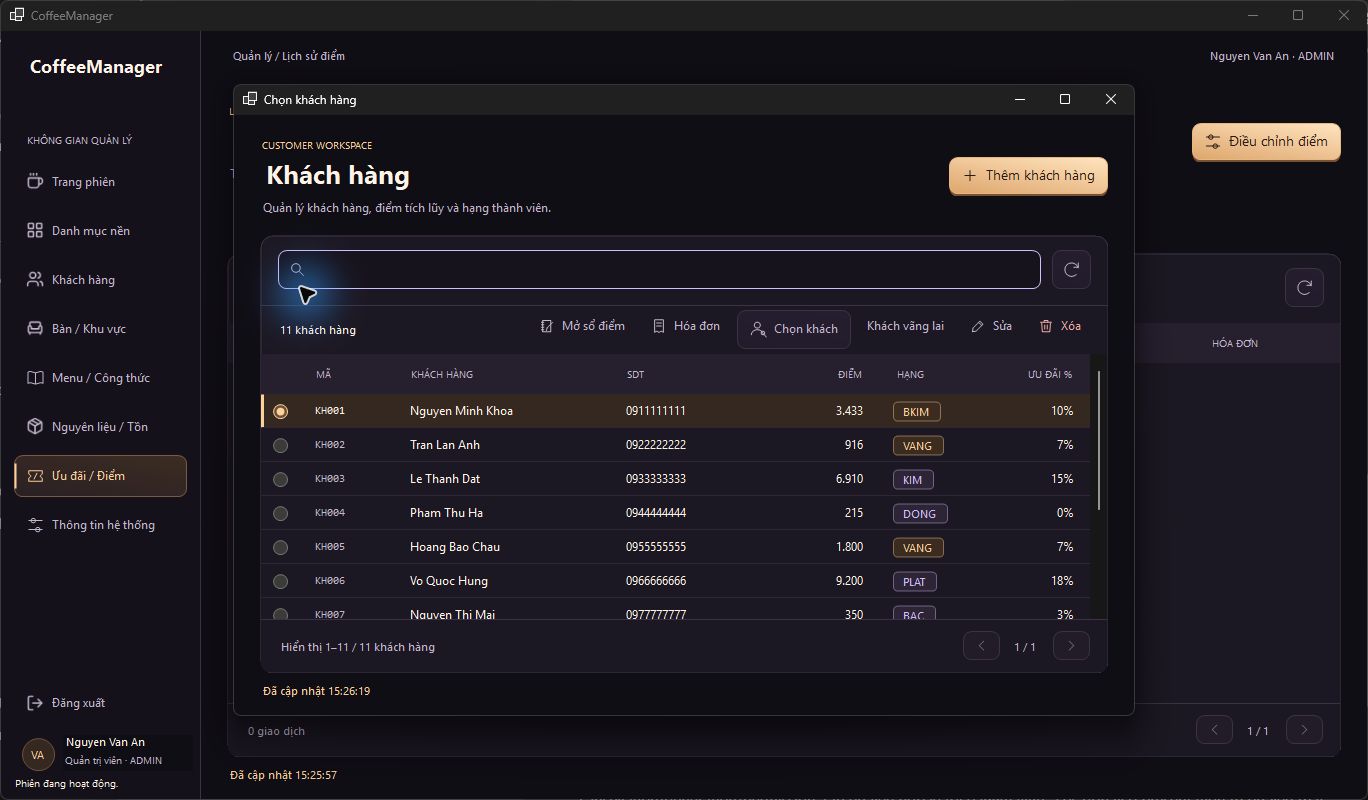 CoffeeManager
CoffeeManager
Quản lý / Lịch sử điểm
Nguyen Van An · ADMIN
KHÔNG GIAN QUẢN LÝ
Trang phiên
Danh mục nền
Khách hàng
Bàn / Khu vực
Menu / Công thức
Nguyên liệu / Tồn
Ưu đãi / Điểm
Thông tin hệ thống
Đăng xuất
VA
Nguyen Van An
Quản trị viên · ADMIN
Phiên đang hoạt động.
Điều chỉnh điểm
HÓA ĐƠN
Chọn khách hàng
CUSTOMER WORKSPACE
Khách hàng
Thêm khách hàng
Quản lý khách hàng, điểm tích lũy và hạng thành viên.
11 khách hàng
Mở sổ điểm
Hóa đơn
Chọn khách
Khách vãng lai
Sửa
Xóa
MÃ KHÁCH HÀNG SDT ĐIỂM HẠNG ƯU ĐÃI %
KH001 Nguyen Minh Khoa 0911111111 3.433 BKIM 10%
KH002 Tran Lan Anh 0922222222 916 VANG 7%
KH003 Le Thanh Dat 0933333333 6.910 KIM 15%
KH004 Pham Thu Ha 0944444444 215 DONG 0%
KH005 Hoang Bao Chau 0955555555 1.800 VANG 7%
KH006 Vo Quoc Hung 0966666666 9.200 PLAT 18%
KH007 Nguyen Thi Mai 0977777777 350 BAC 3%
Hiển thị 1–11 / 11 khách hàng
1 / 1
Đã cập nhật 15:26:19
0 giao dịch
1 / 1
Đã cập nhật 15:25:57